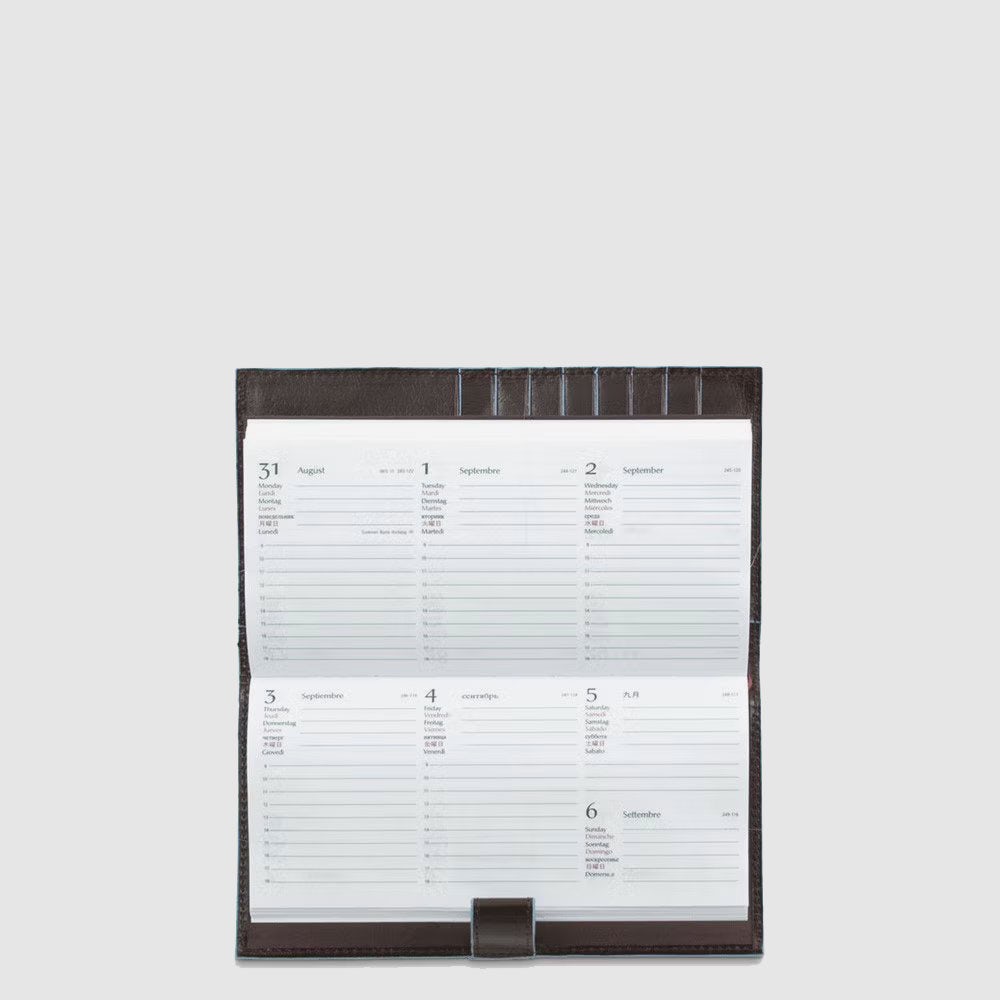 31 August
Monday
Lundi
Montag
Lunes
понедельник
月曜日
Lunedì
1 Septembre
Tuesday
Mardi
Dienstag
Martes
вторник
火曜日
Martedì
2 September
Wednesday
Mercredi
Mittwoch
Miércoles
среда
水曜日
Mercoledì
3 Septiembre
Thursday
Jeudi
Donnerstag
Jueves
четверг
木曜日
Giovedì
4 сентябрь
Friday
Vendredi
Freitag
Viernes
пятница
金曜日
Venerdì
5 九月
Saturday
Samedi
Samstag
Sábado
суббота
土曜日
Sabato
6 Settembre
Sunday
Dimanche
Sonntag
Domingo
воскресенье
日曜日
Domenica